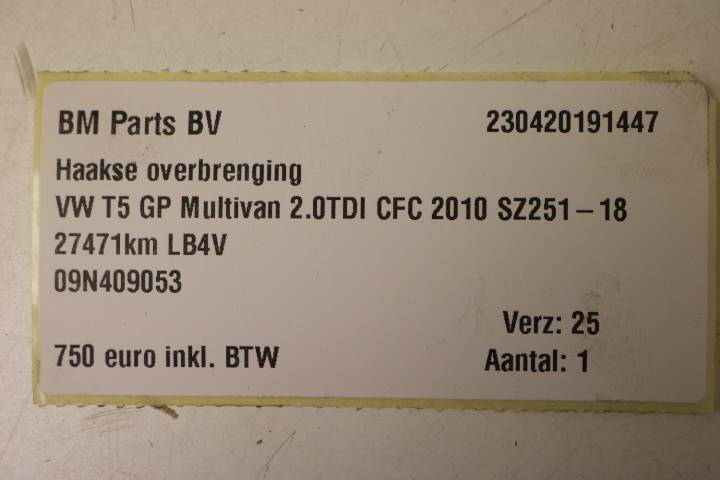 BM Parts BV 230420191447
Haakse overbrenging
VW T5 GP Multivan 2.0TDI CFC 2010 SZ251-18
27471km LB4V
09N409053
Verz: 25
750 euro inkl. BTW Aantal: 1